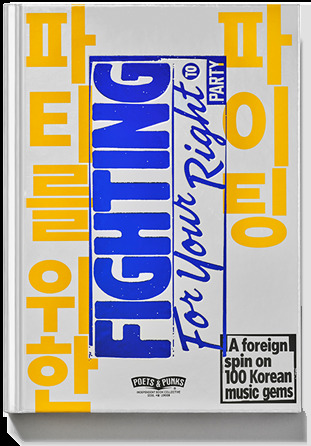 파티를위한
파이팅
FIGHTING
For Your Right TO
PARTY
A foreign
spin on
100 Korean
music gems
POETS & PUNKS